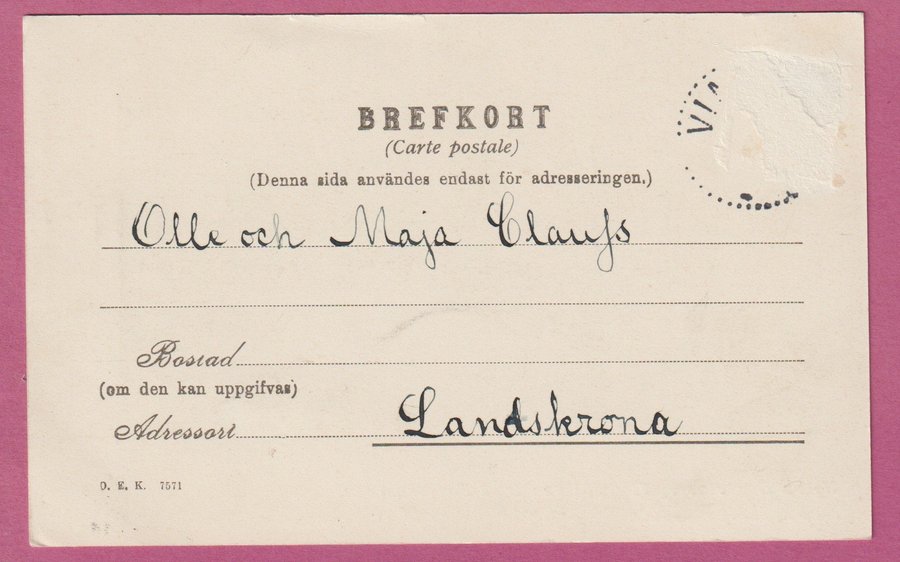 BREFKORT
(Carte postale)
(Denna sida användes endast för adresseringen.)
Olle och Maja Clauſs
Bostad
(om den kan uppgifvas)
Adressort Landskrona
O. E. K. 7571